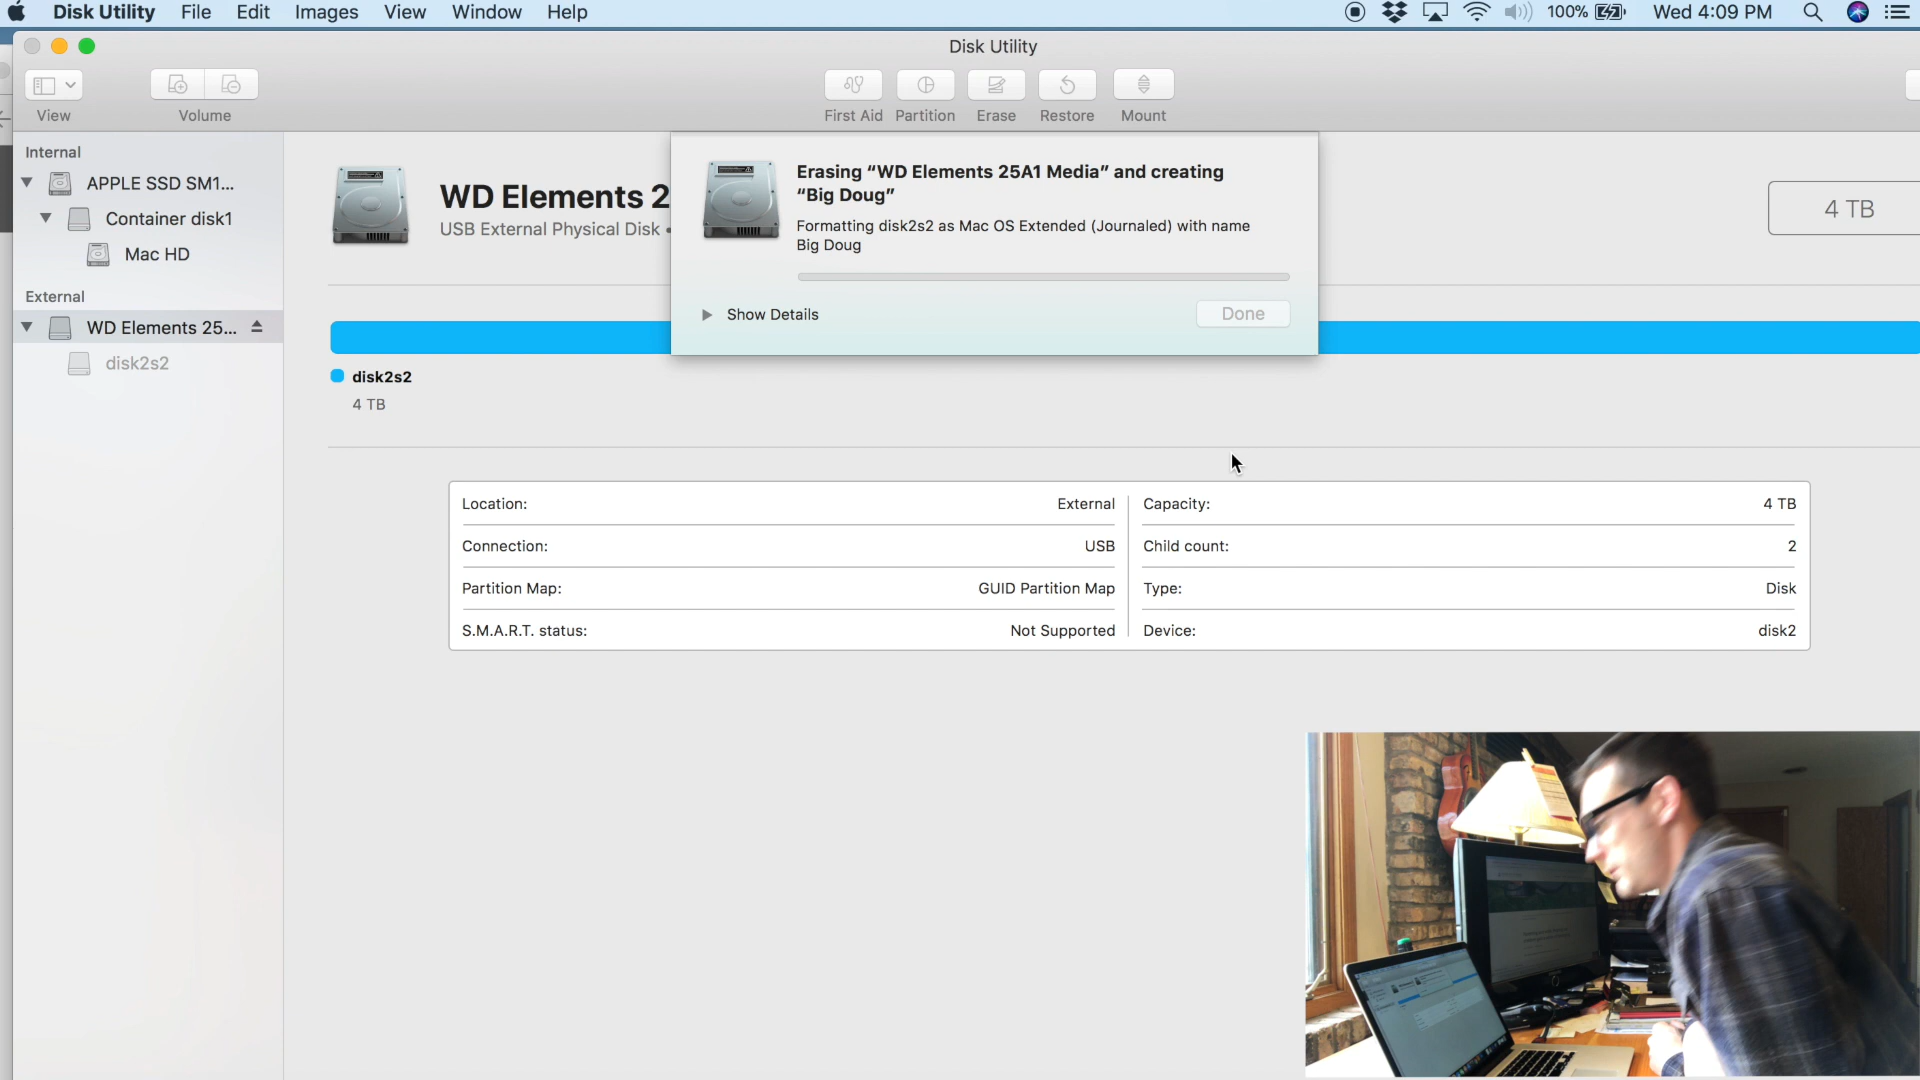 Disk Utility File Edit Images View Window Help 100% Wed 4:09 PM
Disk Utility
View Volume First Aid Partition Erase Restore Mount
Internal
APPLE SSD SM1...
Container disk1
Mac HD
External
WD Elements 25...
disk2s2
WD Elements 2
USB External Physical Disk •
4 TB
Erasing “WD Elements 25A1 Media” and creating
“Big Doug”
Formatting disk2s2 as Mac OS Extended (Journaled) with name
Big Doug
Show Details Done
disk2s2
4 TB
Location: External Capacity: 4 TB
Connection: USB Child count: 2
Partition Map: GUID Partition Map Type: Disk
S.M.A.R.T. status: Not Supported Device: disk2